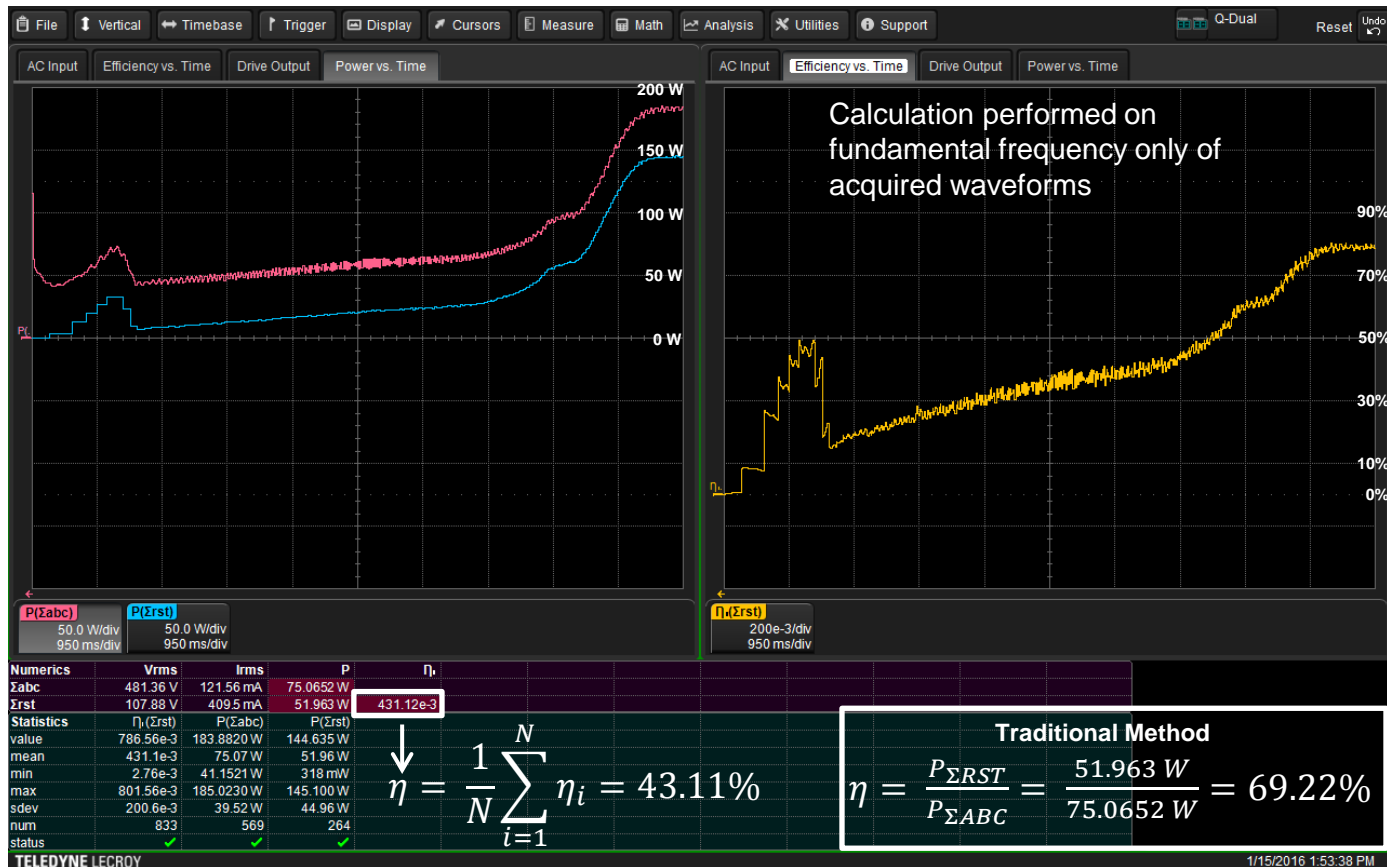 File Vertical Timebase Trigger Display Cursors Measure Math Analysis Utilities Support Q-Dual Reset Undo
AC Input Efficiency vs. Time Drive Output Power vs. Time
AC Input Efficiency vs. Time Drive Output Power vs. Time
200 W
150 W
100 W
50 W
0 W
P(.
Calculation performed on
fundamental frequency only of
acquired waveforms
90%
70%
50%
30%
10%
0%
η₁.
P(Σabc) P(Σrst)
50.0 W/div 50.0 W/div
950 ms/div 950 ms/div
η₁(Σrst)
200e-3/div
950 ms/div
Numerics Vrms Irms P η₁
Σabc 481.36 V 121.56 mA 75.0652 W
Σrst 107.88 V 409.5 mA 51.963 W 431.12e-3
Statistics η₁(Σrst) P(Σabc) P(Σrst)
value 786.56e-3 183.8820 W 144.635 W
mean 431.1e-3 75.07 W 51.96 W
min 2.76e-3 41.1521 W 318 mW
max 801.56e-3 185.0230 W 145.100 W
sdev 200.6e-3 39.52 W 44.96 W
num 833 569 264
status
η = 1/N ∑ i=1 N ηi = 43.11%
Traditional Method
η = PΣRST / PΣABC = 51.963 W / 75.0652 W = 69.22%
TELEDYNE LECROY 1/15/2016 1:53:38 PM